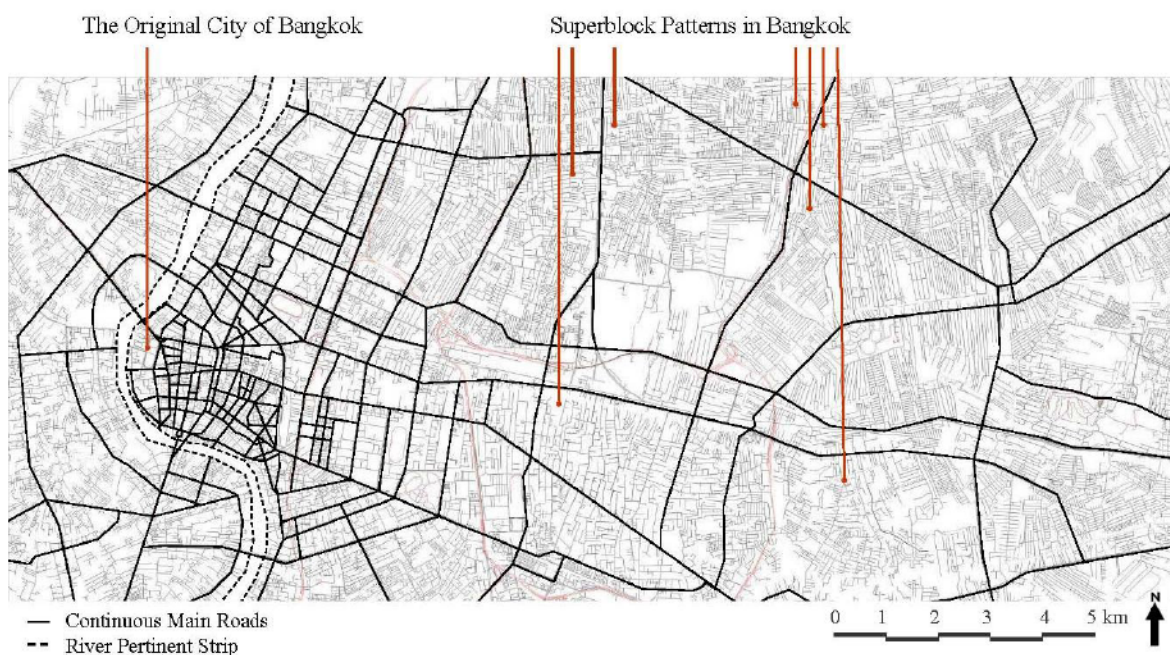 The Original City of Bangkok
Superblock Patterns in Bangkok
Continuous Main Roads
River Pertinent Strip
0 1 2 3 4 5 km
N